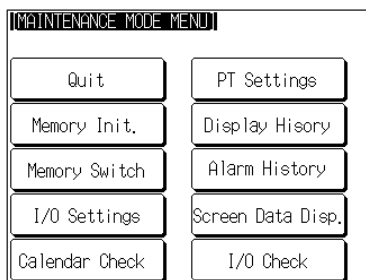 [MAINTENANCE MODE MENU]
Quit
PT Settings
Memory Init.
Display Hisory
Memory Switch
Alarm History
I/O Settings
Screen Data Disp.
Calendar Check
I/O Check